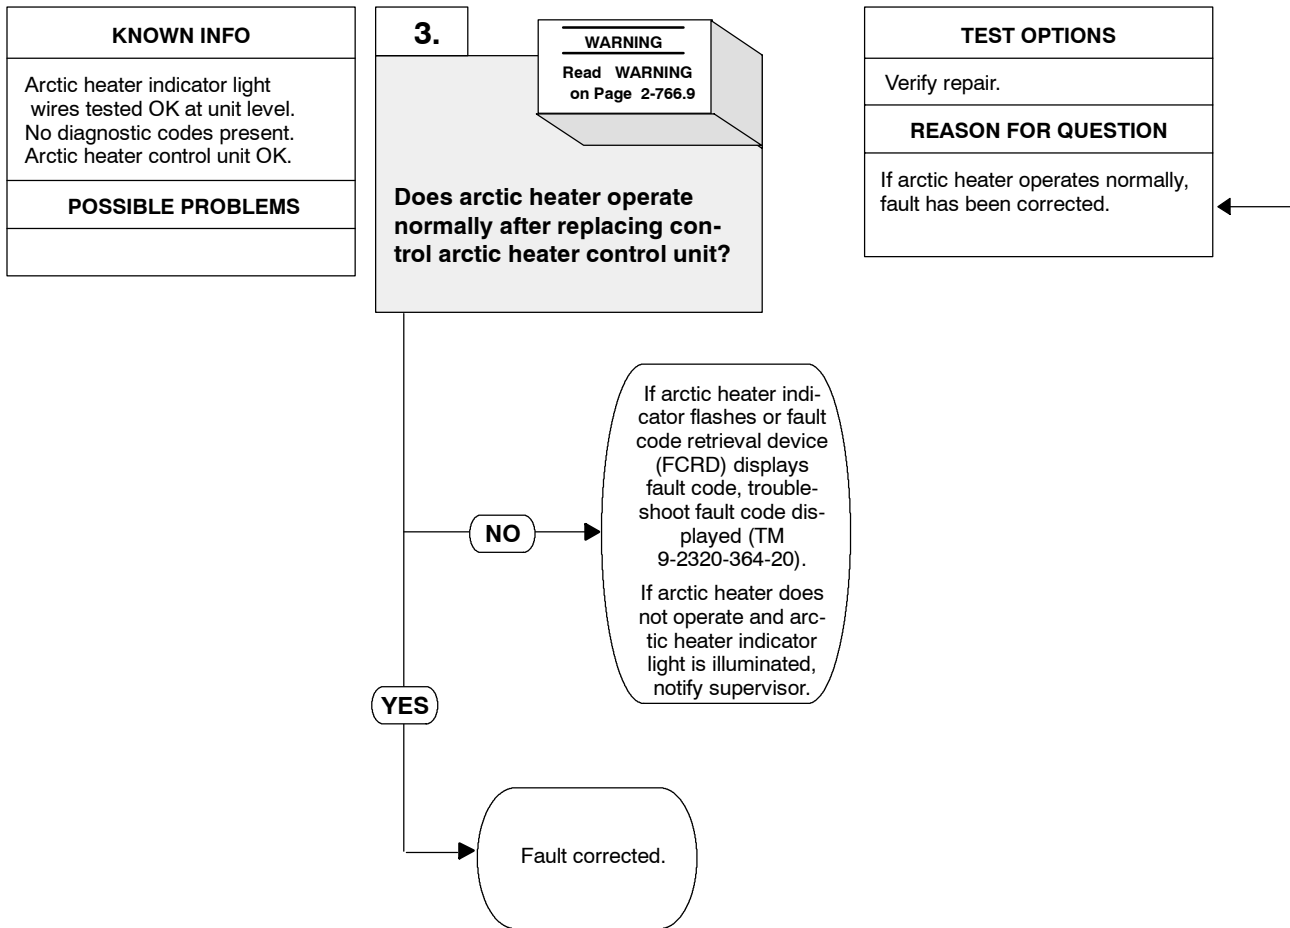 KNOWN INFO
Arctic heater indicator light
wires tested OK at unit level.
No diagnostic codes present.
Arctic heater control unit OK.
POSSIBLE PROBLEMS
3.
WARNING
Read WARNING
on Page 2-766.9
Does arctic heater operate
normally after replacing con-
trol arctic heater control unit?
TEST OPTIONS
Verify repair.
REASON FOR QUESTION
If arctic heater operates normally,
fault has been corrected.
NO
If arctic heater indi-
cator flashes or fault
code retrieval device
(FCRD) displays
fault code, trouble-
shoot fault code dis-
played (TM
9-2320-364-20).
If arctic heater does
not operate and arc-
tic heater indicator
light is illuminated,
notify supervisor.
YES
Fault corrected.